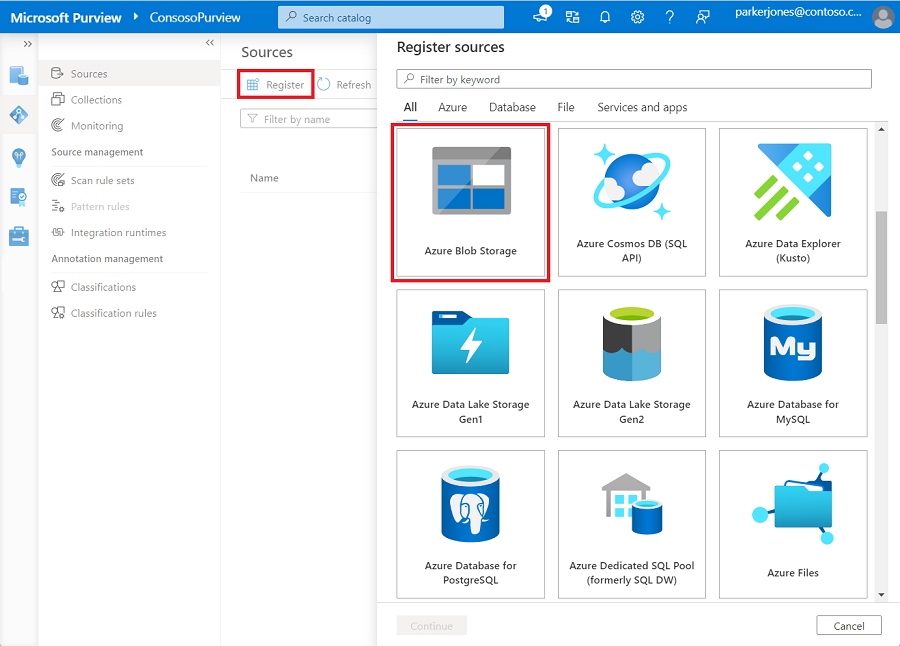 Microsoft Purview
ConsosoPurview
Search catalog
1
parkerjones@contoso.c...
Sources
Collections
Monitoring
Source management
Scan rule sets
Pattern rules
Integration runtimes
Annotation management
Classifications
Classification rules
Sources
Register
Refresh
Filter by name
Name
Register sources
Filter by keyword
All Azure Database File Services and apps
Azure Blob Storage
Azure Cosmos DB (SQL
API)
Azure Data Explorer
(Kusto)
Azure Data Lake Storage
Gen1
Azure Data Lake Storage
Gen2
My
Azure Database for
MySQL
Azure Database for
PostgreSQL
Azure Dedicated SQL Pool
(formerly SQL DW)
Azure Files
Continue
Cancel